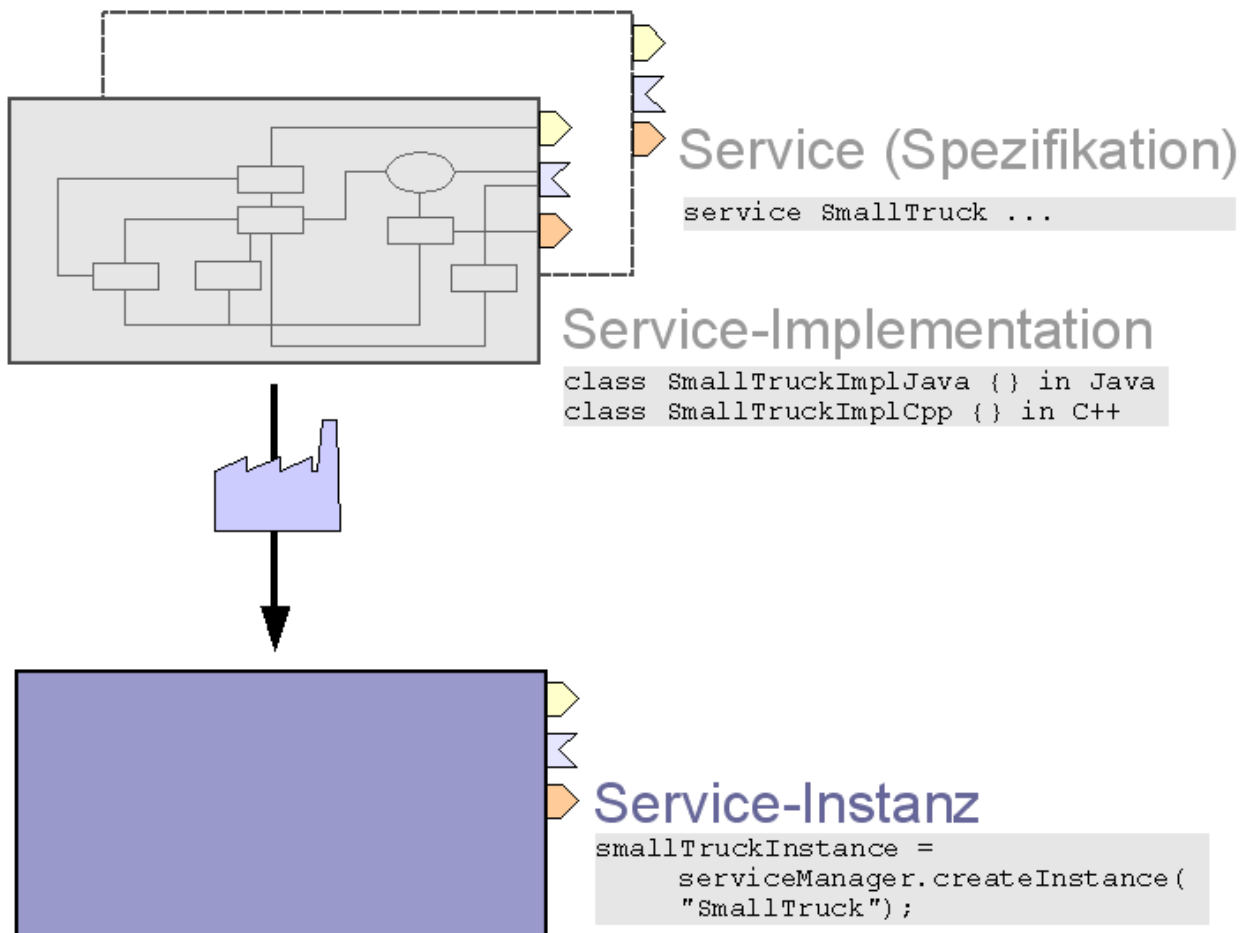 Service (Spezifikation)
service SmallTruck ...
Service-Implementation
class SmallTruckImplJava {} in Java
class SmallTruckImplCpp {} in C++
Service-Instanz
smallTruckInstance =
serviceManager.createInstance(
"SmallTruck");